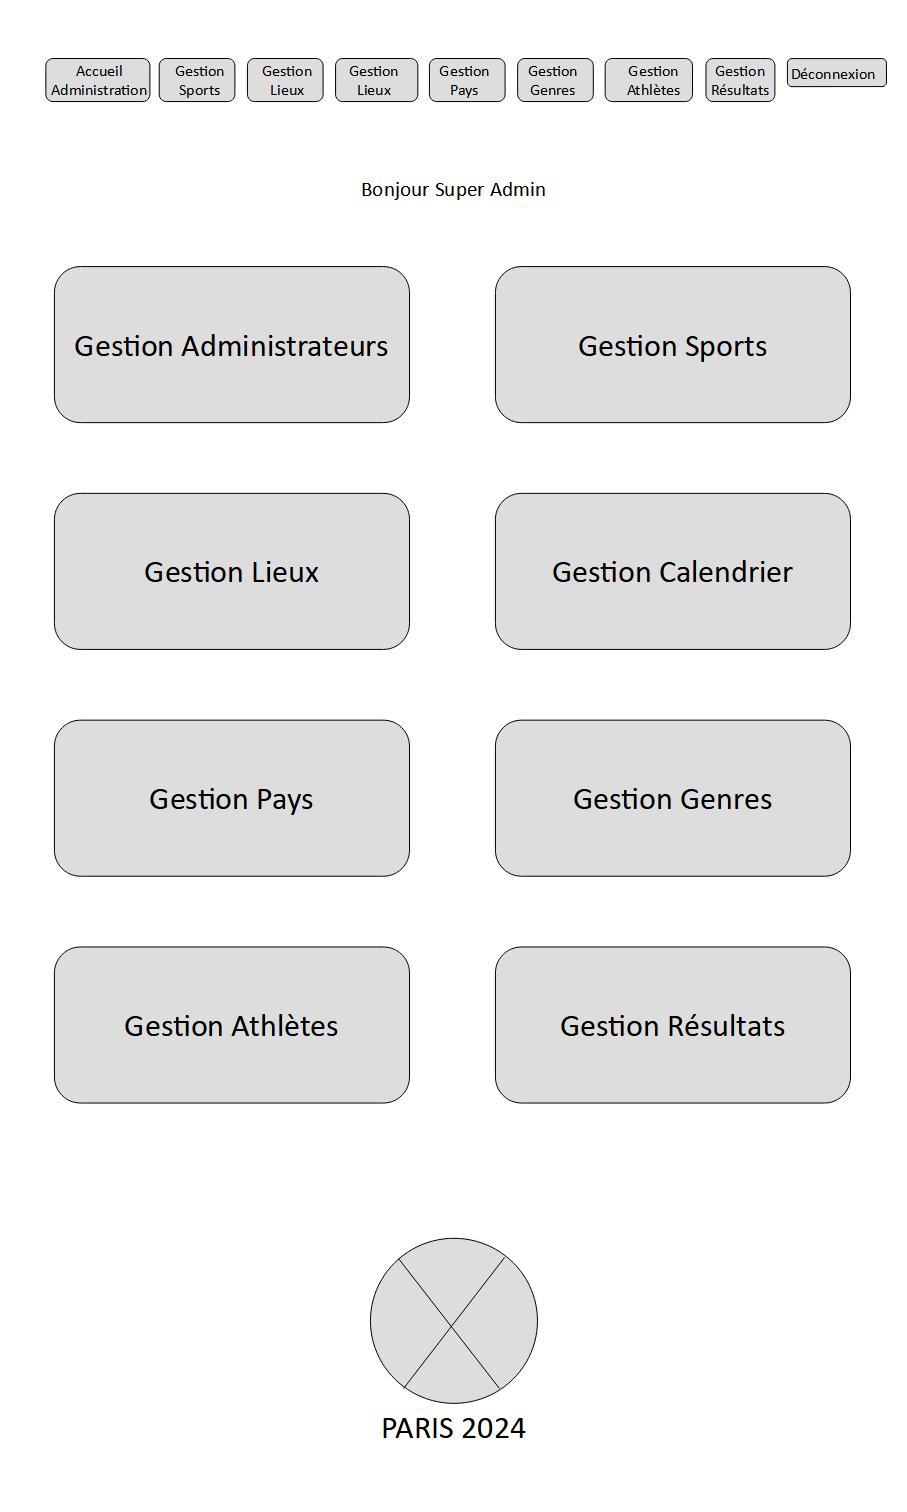 Accueil
Administration
Gestion
Sports
Gestion
Lieux
Gestion
Lieux
Gestion
Pays
Gestion
Genres
Gestion
Athlètes
Gestion
Résultats
Déconnexion
Bonjour Super Admin
Gestion Administrateurs
Gestion Sports
Gestion Lieux
Gestion Calendrier
Gestion Pays
Gestion Genres
Gestion Athlètes
Gestion Résultats
PARIS 2024